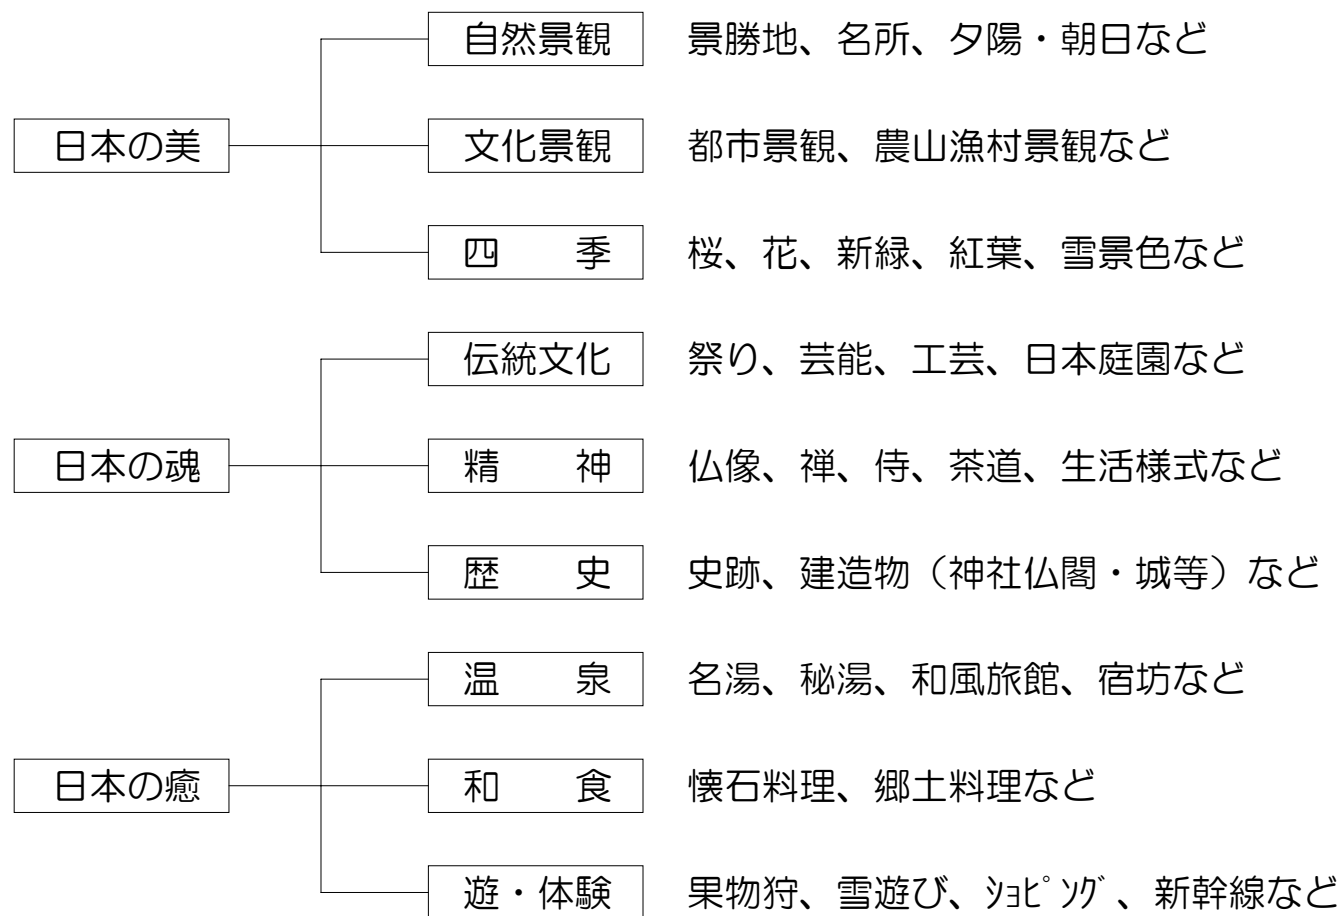 自然景観 景勝地、名所、夕陽・朝日など
日本の美 文化景観 都市景観、農山漁村景観など
四季 桜、花、新緑、紅葉、雪景色など
伝統文化 祭り、芸能、工芸、日本庭園など
日本の魂 精神 仏像、禅、侍、茶道、生活様式など
歴史 史跡、建造物（神社仏閣・城等）など
温泉 名湯、秘湯、和風旅館、宿坊など
日本の癒 和食 懐石料理、郷土料理など
遊・体験 果物狩、雪遊び、ｼｮﾋﾟﾝｸﾞ、新幹線など